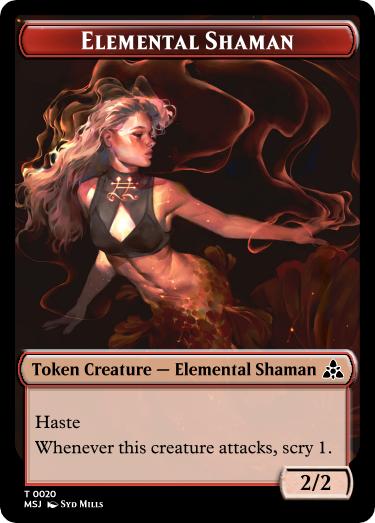 Elemental Shaman
Token Creature — Elemental Shaman
Haste
Whenever this creature attacks, scry 1.
2/2
T 0020
MSJ Syd Mills